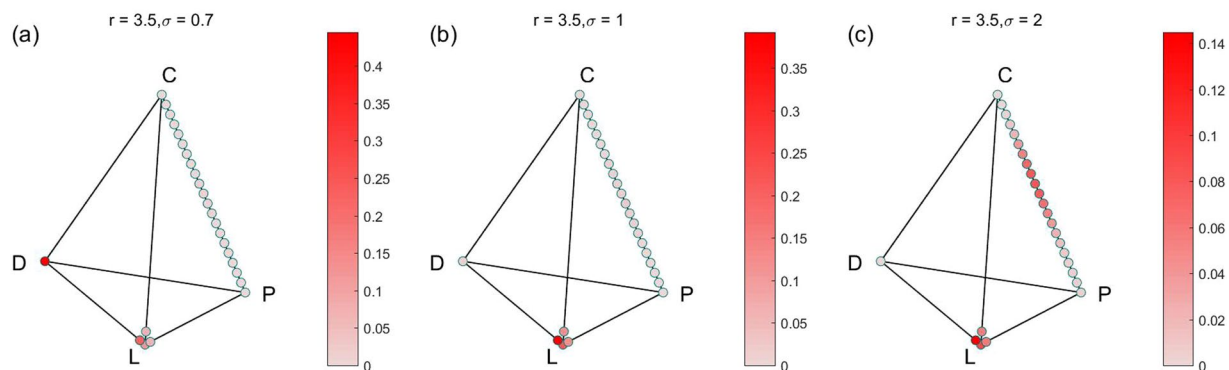 (a)
r = 3.5,σ = 0.7
C
D
P
L
0.4
0.35
0.3
0.25
0.2
0.15
0.1
0.05
0
(b)
r = 3.5,σ = 1
C
D
P
L
0.35
0.3
0.25
0.2
0.15
0.1
0.05
0
(c)
r = 3.5,σ = 2
C
D
P
L
0.14
0.12
0.1
0.08
0.06
0.04
0.02
0